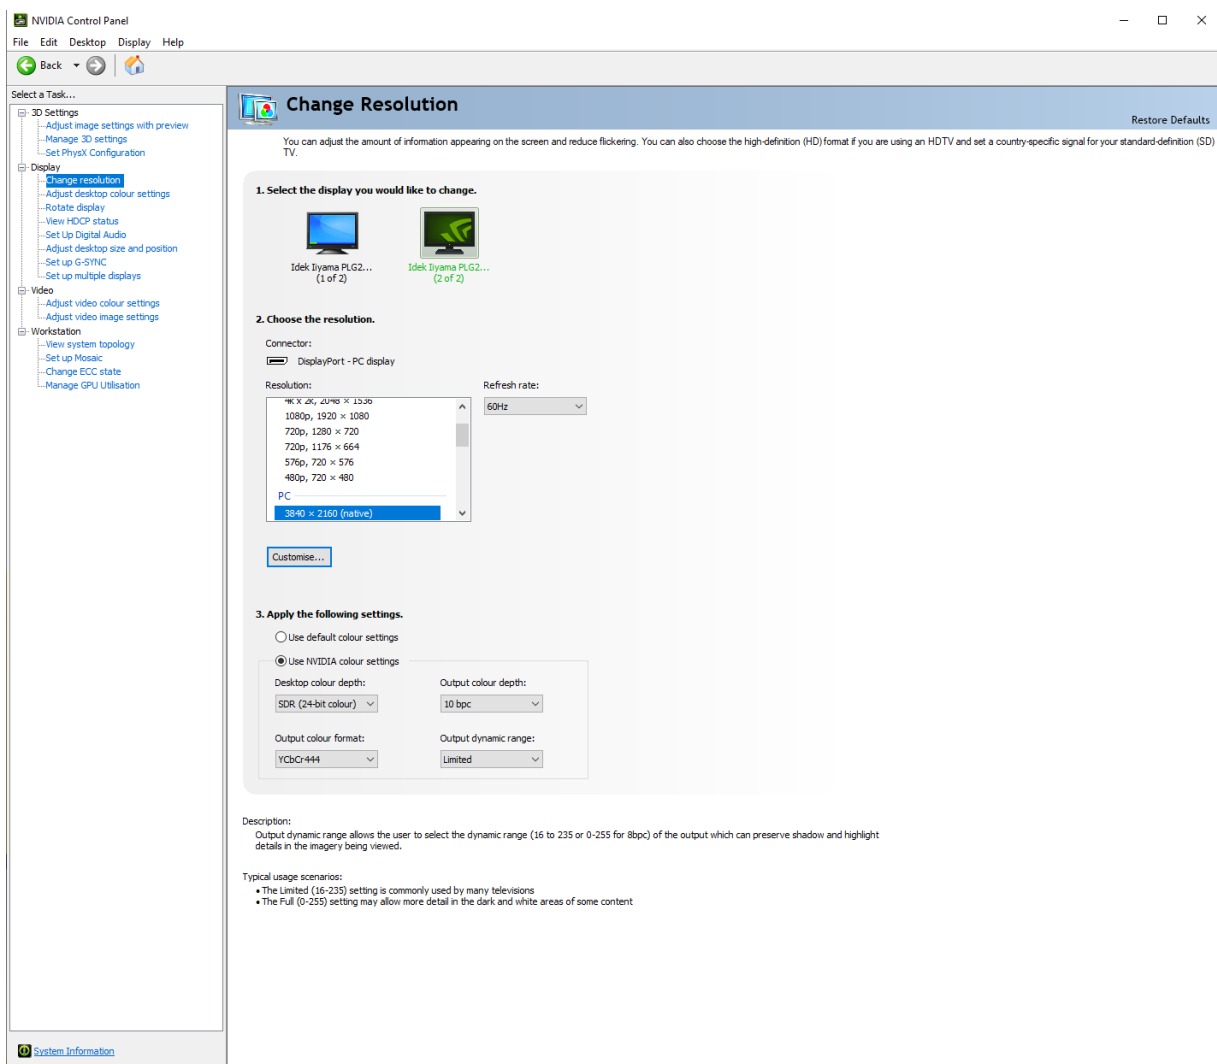 NVIDIA Control Panel
File Edit Desktop Display Help
Back
Select a Task...
3D Settings
Adjust image settings with preview
Manage 3D settings
Set PhysX Configuration
Display
Change resolution
Adjust desktop colour settings
Rotate display
View HDCP status
Set Up Digital Audio
Adjust desktop size and position
Set up G-SYNC
Set up multiple displays
Video
Adjust video colour settings
Adjust video image settings
Workstation
View system topology
Set up Mosaic
Change ECC state
Manage GPU Utilisation
System Information
Change Resolution
Restore Defaults
You can adjust the amount of information appearing on the screen and reduce flickering. You can also choose the high-definition (HD) format if you are using an HDTV and set a country-specific signal for your standard-definition (SD)
TV.
1. Select the display you would like to change.
Idek Iiyama PLG2...
(1 of 2)
Idek Iiyama PLG2...
(2 of 2)
2. Choose the resolution.
Connector:
DisplayPort - PC display
Resolution:
Refresh rate:
4k x 2k, 2048 × 1536
60Hz
1080p, 1920 × 1080
720p, 1280 × 720
720p, 1176 × 664
576p, 720 × 576
480p, 720 × 480
PC
3840 × 2160 (native)
Customise...
3. Apply the following settings.
Use default colour settings
Use NVIDIA colour settings
Desktop colour depth:
Output colour depth:
SDR (24-bit colour)
10 bpc
Output colour format:
Output dynamic range:
YCbCr444
Limited
Description:
Output dynamic range allows the user to select the dynamic range (16 to 235 or 0-255 for 8bpc) of the output which can preserve shadow and highlight
details in the imagery being viewed.
Typical usage scenarios:
• The Limited (16-235) setting is commonly used by many televisions
• The Full (0-255) setting may allow more detail in the dark and white areas of some content